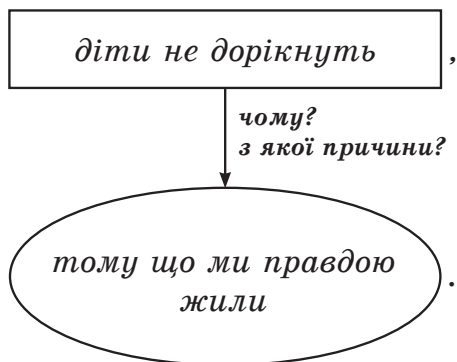 діти не дорікнуть ,
чому?
з якої причини?
тому що ми правдою
жили .